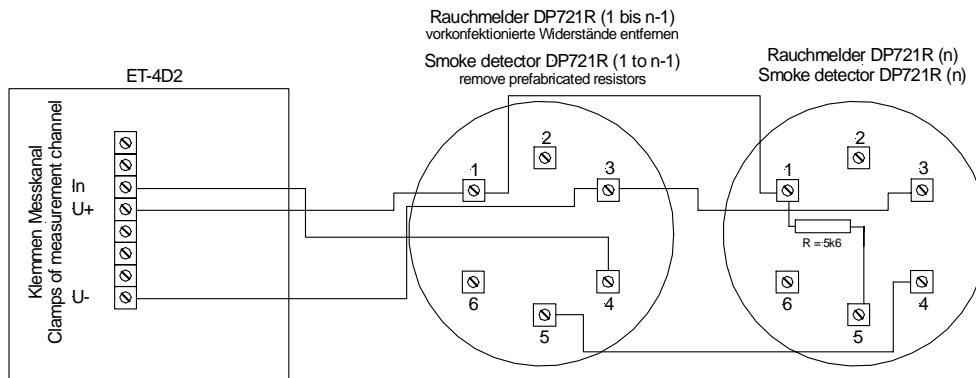 Rauchmelder DP721R (1 bis n-1)
vorkonfektionierte Widerstände entfernen
Smoke detector DP721R (1 to n-1)
remove prefabricated resistors
Rauchmelder DP721R (n)
Smoke detector DP721R (n)
ET-4D2
Klemmen Messkanal
Clamps of measurement channel
In
U+
U-
1
2
3
4
5
6
1
2
3
4
5
6
R = 5k6